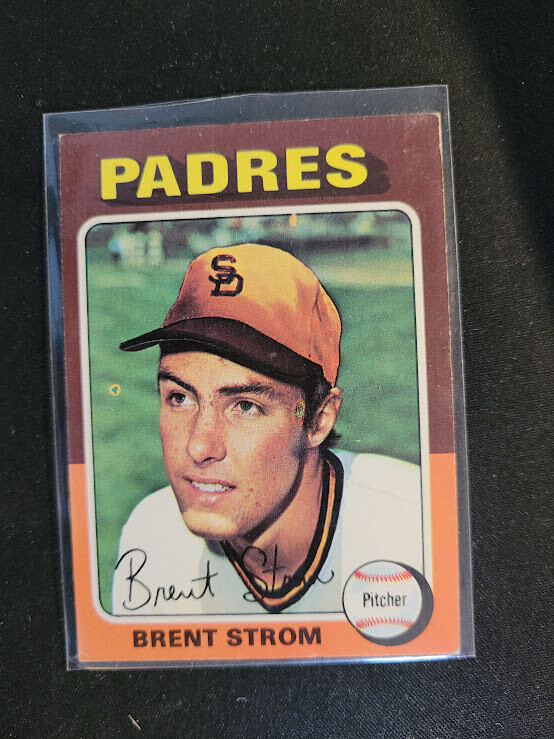 PADRES
SD
Brent Strom
Pitcher
BRENT STROM